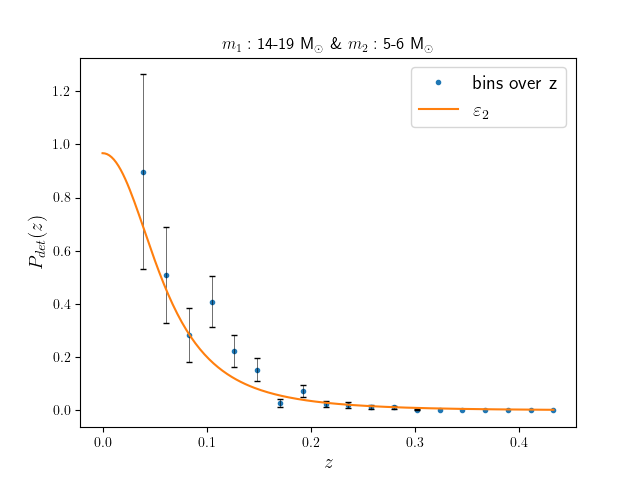 m₁ : 14-19 M⊙ & m₂ : 5-6 M⊙
bins over z
ε₂
P_det(z)
1.2
1.0
0.8
0.6
0.4
0.2
0.0
0.0 0.1 0.2 0.3 0.4
z